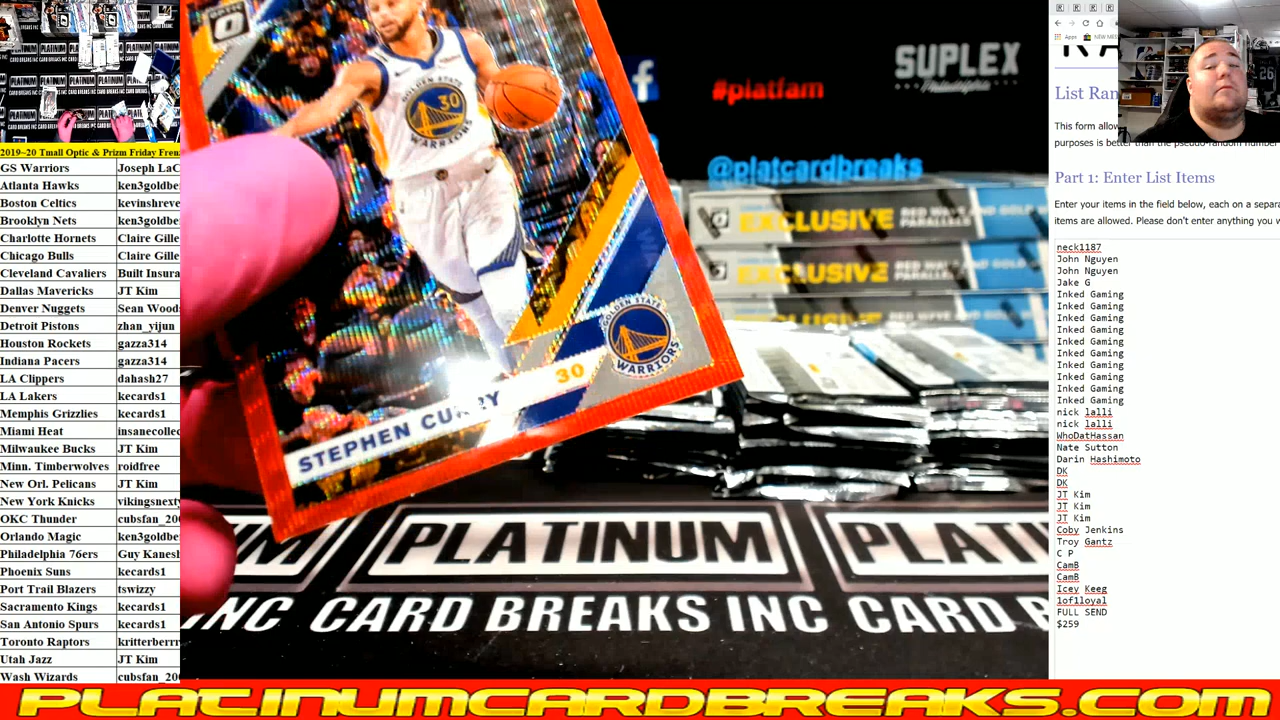 2019-20 Tmall Optic & Prizm Friday Fren
GS Warriors Joseph LaC
Atlanta Hawks ken3goldbe
Boston Celtics kevinshreve
Brooklyn Nets ken3goldbe
Charlotte Hornets Claire Gille
Chicago Bulls Claire Gille
Cleveland Cavaliers Built Insura
Dallas Mavericks JT Kim
Denver Nuggets Sean Woods
Detroit Pistons zhan_yijun
Houston Rockets gazza314
Indiana Pacers gazza314
LA Clippers dahash27
LA Lakers kecards1
Memphis Grizzlies kecards1
Miami Heat insanecollec
Milwaukee Bucks JT Kim
Minn. Timberwolves roidfree
New Orl. Pelicans JT Kim
New York Knicks vikingsnexty
OKC Thunder cubsfan_200
Orlando Magic ken3goldbe
Philadelphia 76ers Guy Kanesh
Phoenix Suns kecards1
Port Trail Blazers tswizzy
Sacramento Kings kecards1
San Antonio Spurs kecards1
Toronto Raptors kritterberrr
Utah Jazz JT Kim
Wash Wizards cubsfan_200
GOLDEN STATE
30
WARRIORS
GOLDEN STATE
WARRIORS
30
STEPHEN CURRY
SUPLEX
Philadelphia
#platfam
@platcardbreaks
EXCLUSIVE
EXCLUSIVE
PLATINUM PLATI
INC CARD BREAKS INC CARD B
Apps NEW MES
List Ran
This form allow
purposes is better than the pseudo-random number
Part 1: Enter List Items
Enter your items in the field below, each on a separa
items are allowed. Please don't enter anything you w
neck1187
John Nguyen
John Nguyen
Jake G
Inked Gaming
Inked Gaming
Inked Gaming
Inked Gaming
Inked Gaming
Inked Gaming
Inked Gaming
Inked Gaming
Inked Gaming
Inked Gaming
nick lalli
nick lalli
WhoDatHassan
Nate Sutton
Darin Hashimoto
DK
DK
JT Kim
JT Kim
JT Kim
Coby Jenkins
Troy Gantz
C P
CamB
CamB
Icey Keeg
1of1loyal
FULL SEND
$259
PLATINUMCARDBREAKS.COM